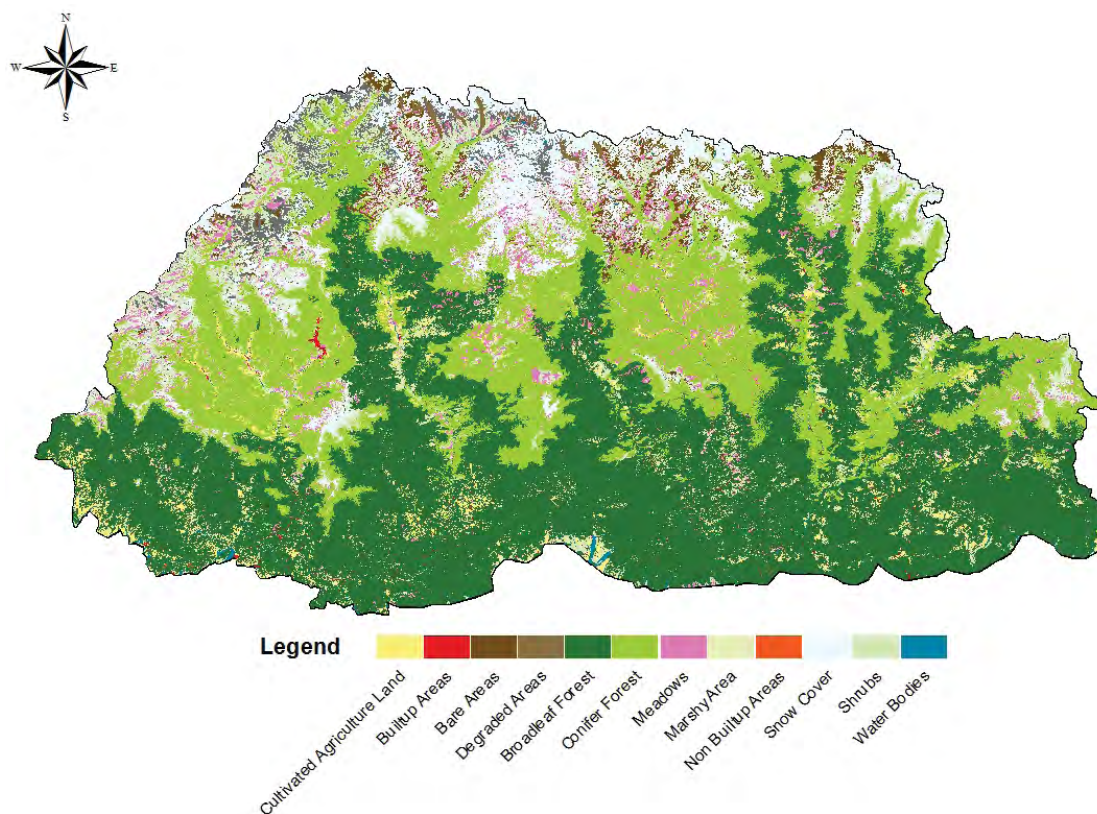 N
W
E
S
Legend
Cultivated Agriculture Land
Builtup Areas
Bare Areas
Degraded Areas
Broadleaf Forest
Conifer Forest
Meadows
Marshy Area
Non Builtup Areas
Snow Cover
Shrubs
Water Bodies